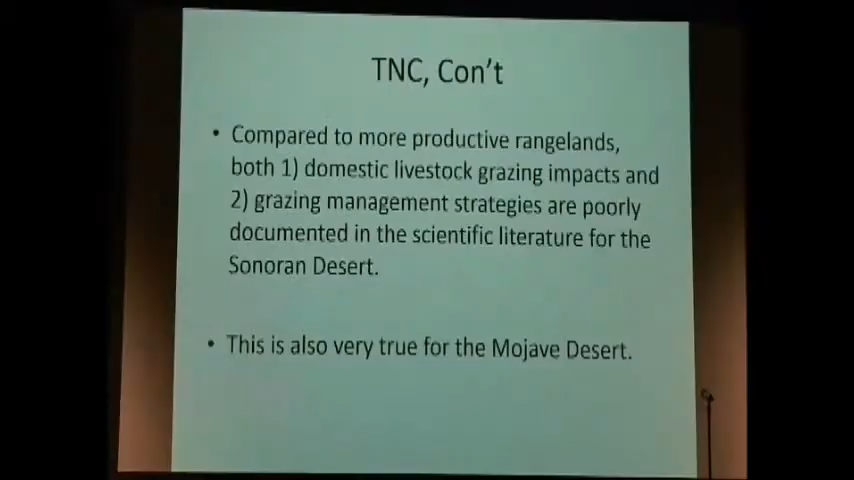 TNC, Con't
• Compared to more productive rangelands,
both 1) domestic livestock grazing impacts and
2) grazing management strategies are poorly
documented in the scientific literature for the
Sonoran Desert.
• This is also very true for the Mojave Desert.